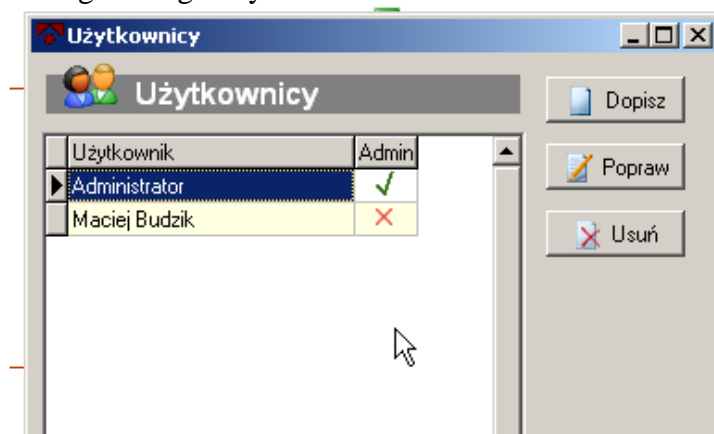 Użytkownicy
Użytkownicy
Dopisz
Użytkownik Admin
Popraw
Administrator
Maciej Budzik
Usuń